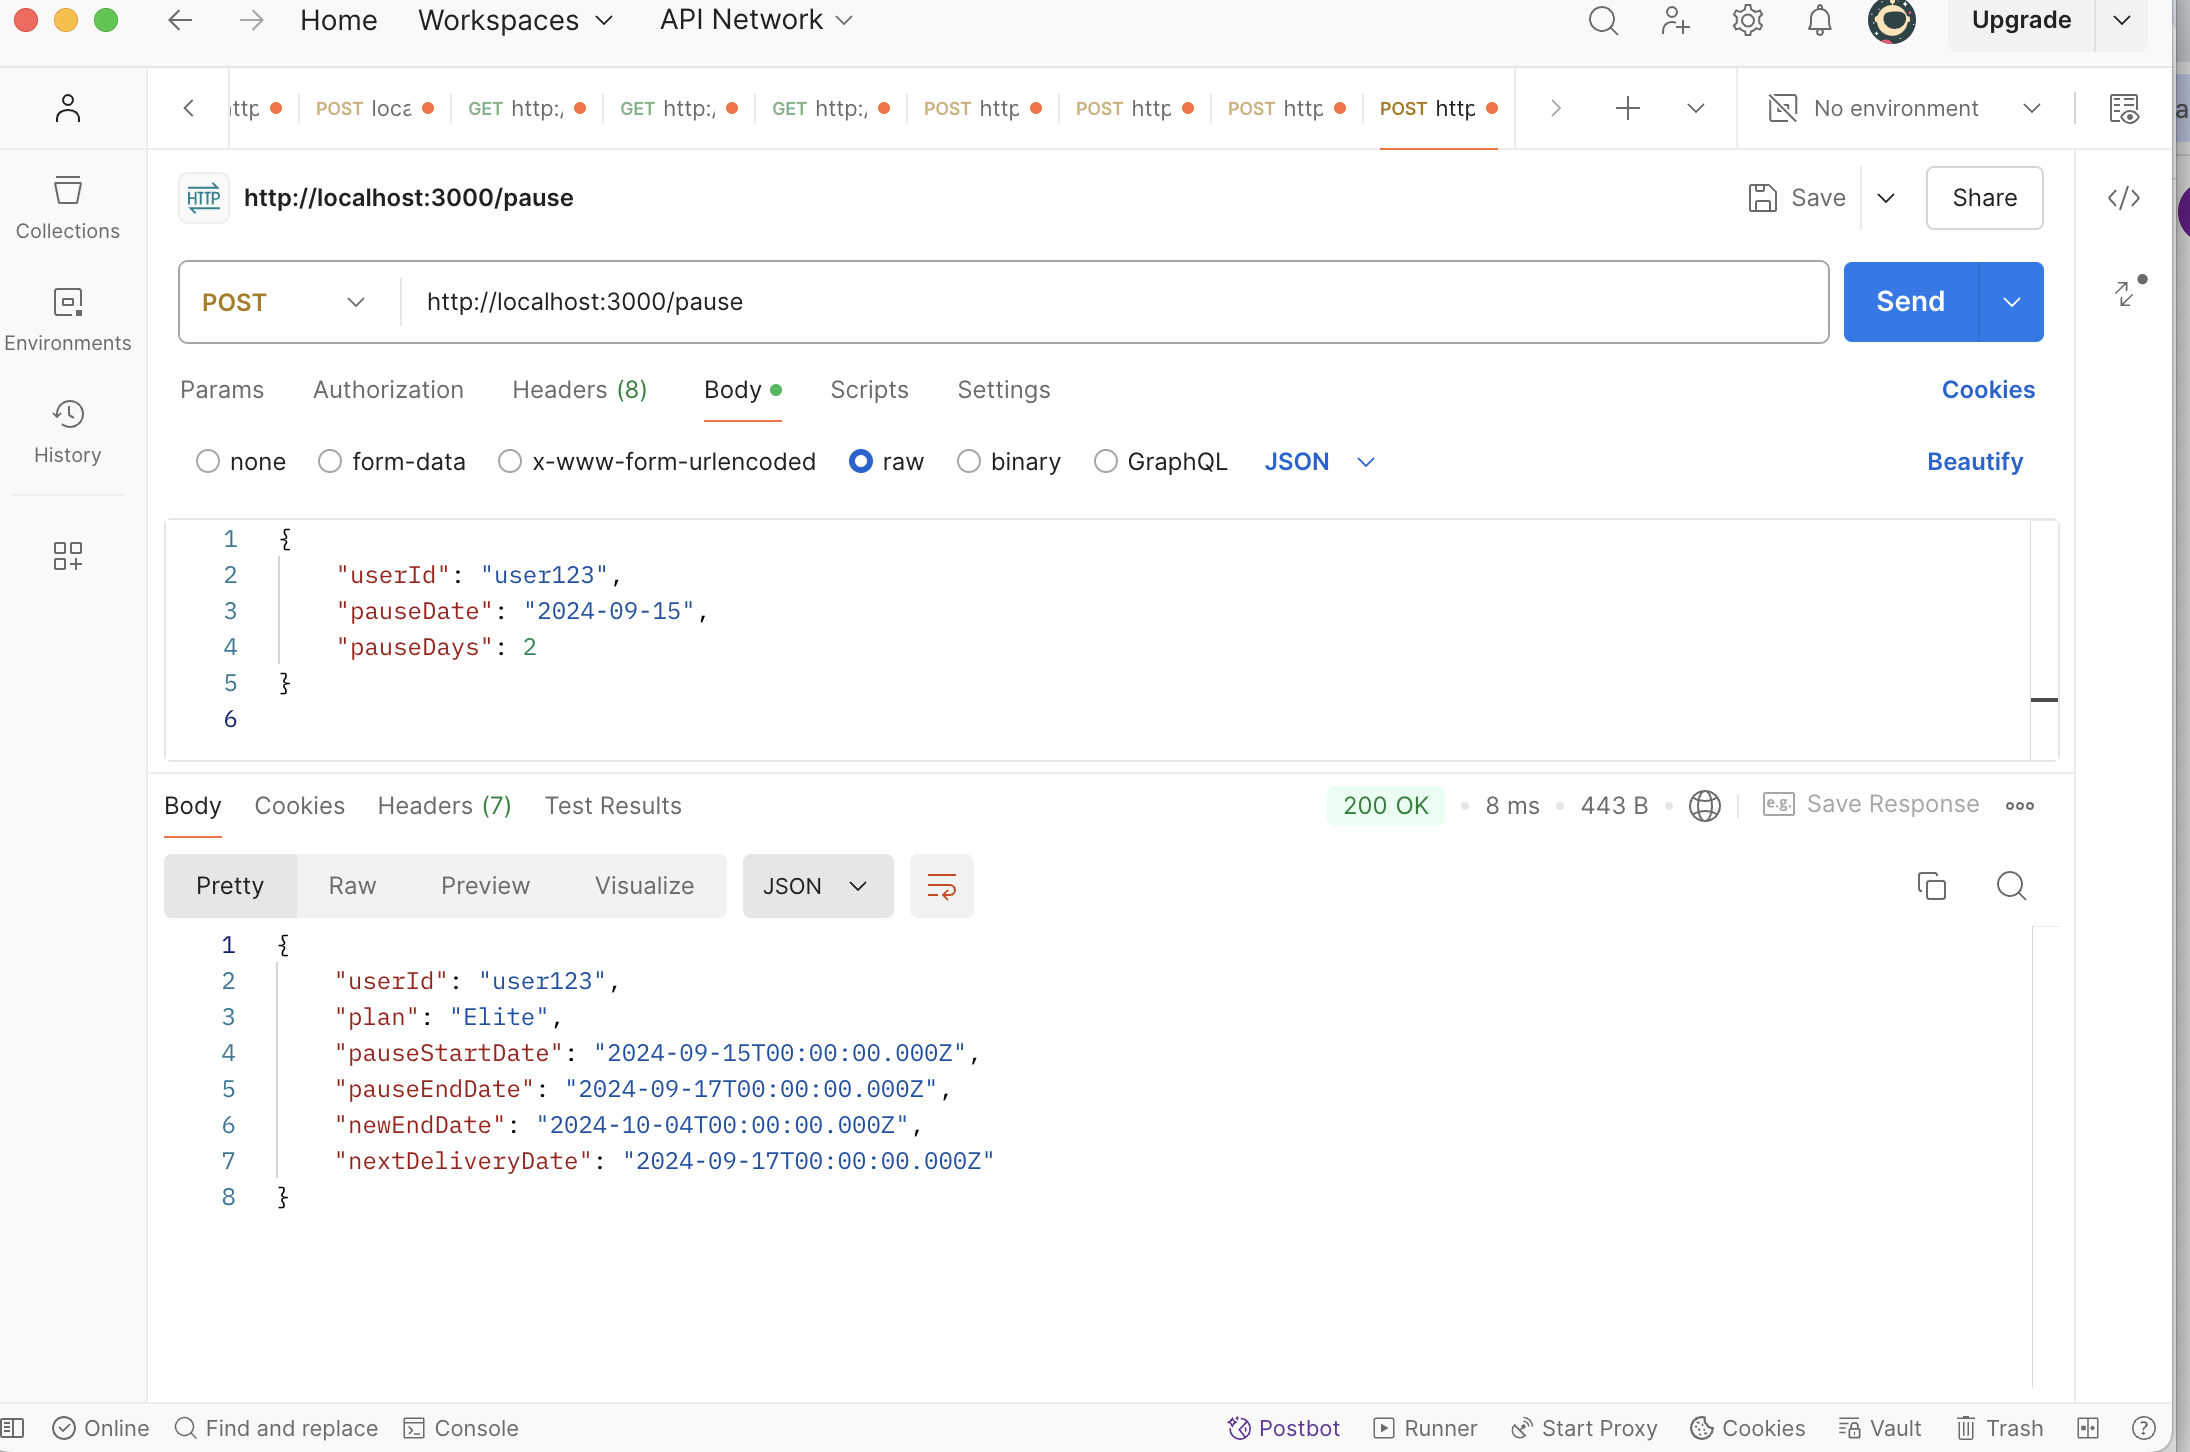 Home Workspaces API Network Upgrade
ttp POST loca GET http:/ GET http:/ GET http:/ POST http POST http POST http POST http No environment
HTTP http://localhost:3000/pause Save Share
Collections
Environments
History
POST http://localhost:3000/pause Send
Params Authorization Headers (8) Body Scripts Settings Cookies
none form-data x-www-form-urlencoded raw binary GraphQL JSON Beautify
1 {
2 "userId": "user123",
3 "pauseDate": "2024-09-15",
4 "pauseDays": 2
5 }
6
Body Cookies Headers (7) Test Results 200 OK 8 ms 443 B e.g. Save Response
Pretty Raw Preview Visualize JSON
1 {
2 "userId": "user123",
3 "plan": "Elite",
4 "pauseStartDate": "2024-09-15T00:00:00.000Z",
5 "pauseEndDate": "2024-09-17T00:00:00.000Z",
6 "newEndDate": "2024-10-04T00:00:00.000Z",
7 "nextDeliveryDate": "2024-09-17T00:00:00.000Z"
8 }
Online Find and replace Console Postbot Runner Start Proxy Cookies Vault Trash